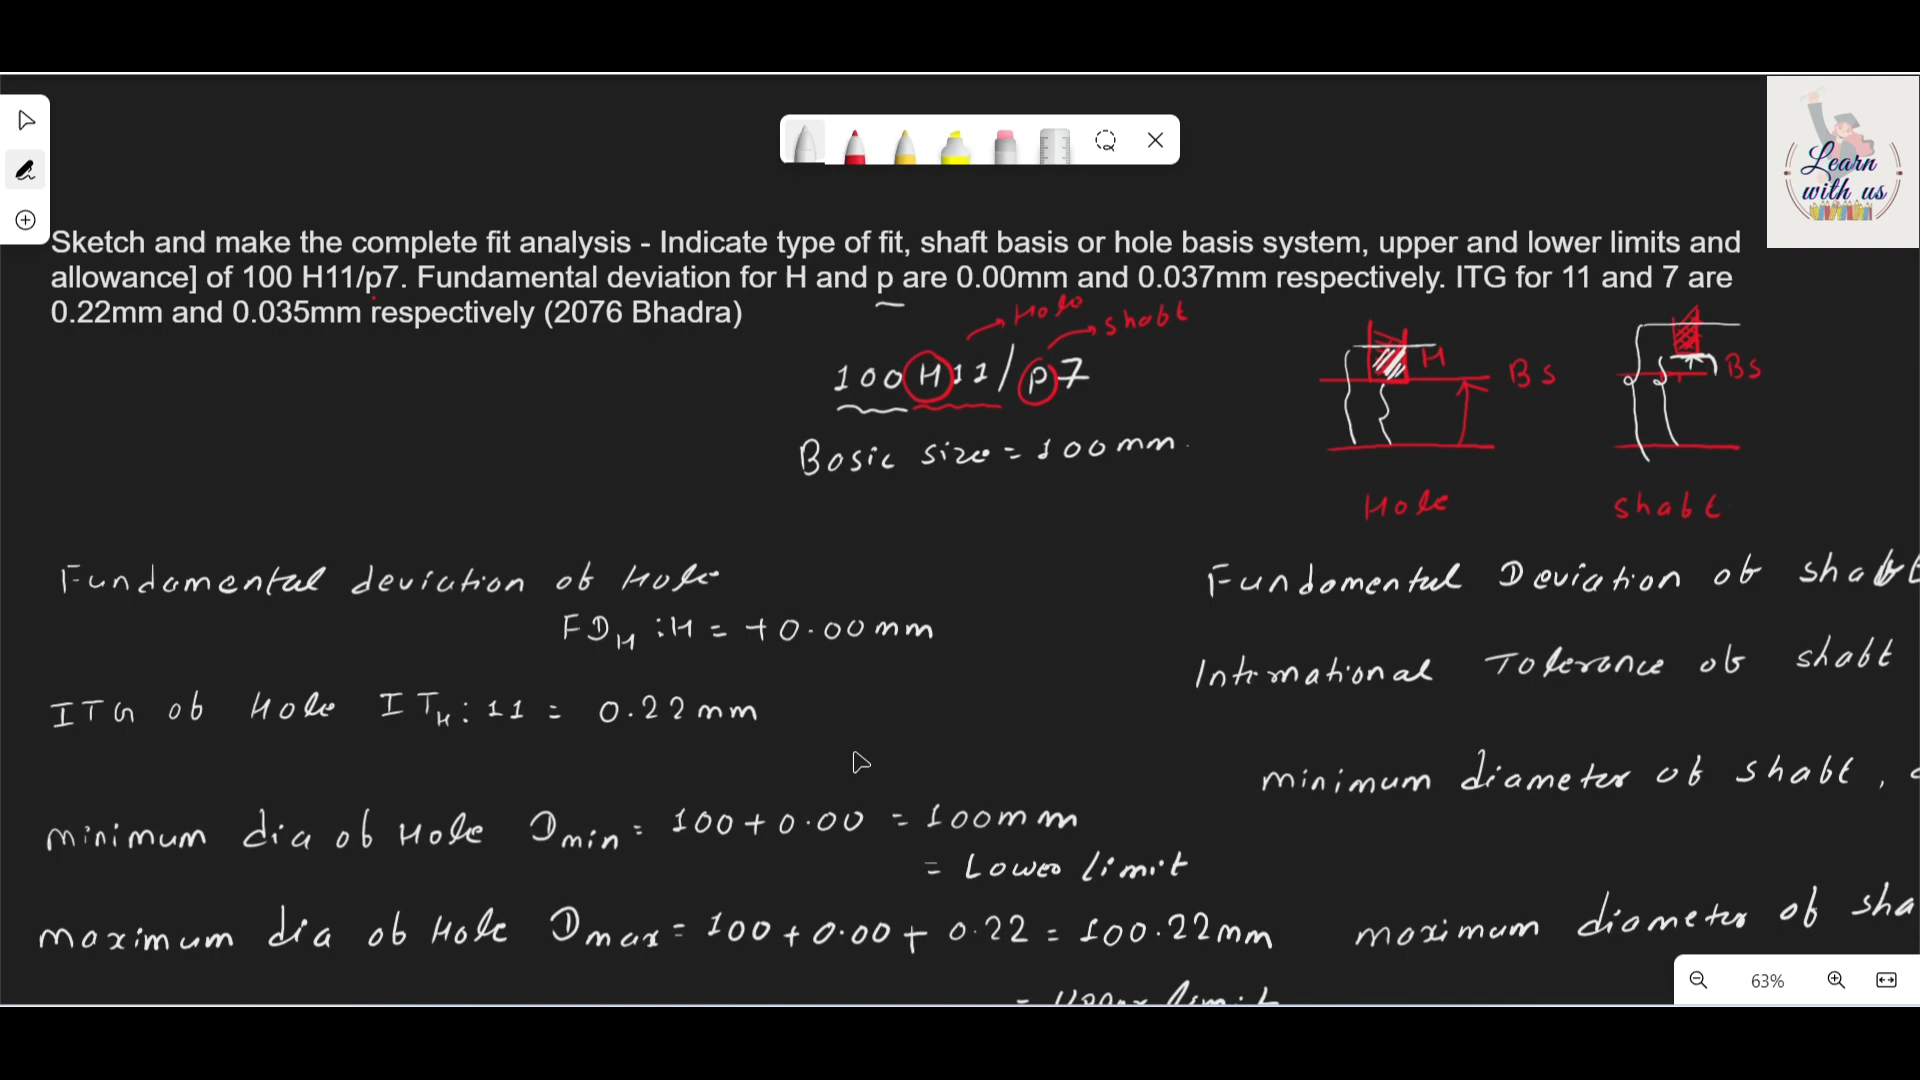 Learn
with us
Sketch and make the complete fit analysis - Indicate type of fit, shaft basis or hole basis system, upper and lower limits and
allowance] of 100 H11/p7. Fundamental deviation for H and p are 0.00mm and 0.037mm respectively. ITG for 11 and 7 are
0.22mm and 0.035mm respectively (2076 Bhadra)
Hole
shaft
100 H11/p7
Basic size = 100mm
H
BS
BS
Hole
shaft
Fundamental deviation of Hole
FDH : H = +0.00mm
ITG of Hole ITH : 11 = 0.22mm
minimum dia of Hole Dmin = 100+0.00 = 100mm
= Lower limit
maximum dia of Hole Dmax = 100+0.00+0.22 = 100.22mm
= Upper limit
Fundamental Deviation of shaft
International Tolerance of shaft
minimum diameter of shaft,
maximum diameter of sha
63%